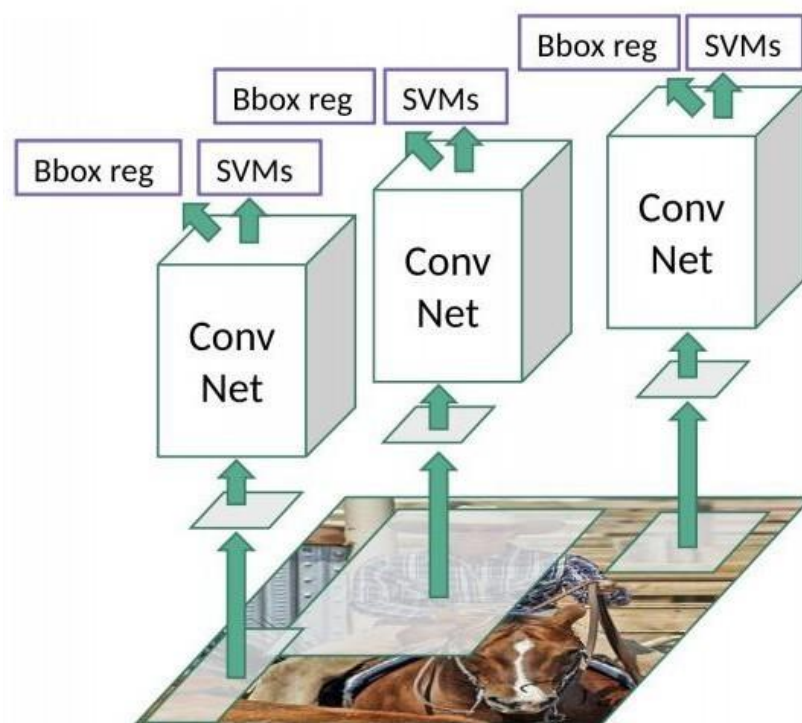 Bbox reg SVMs
Bbox reg SVMs
Bbox reg SVMs
Conv
Net
Conv
Net
Conv
Net